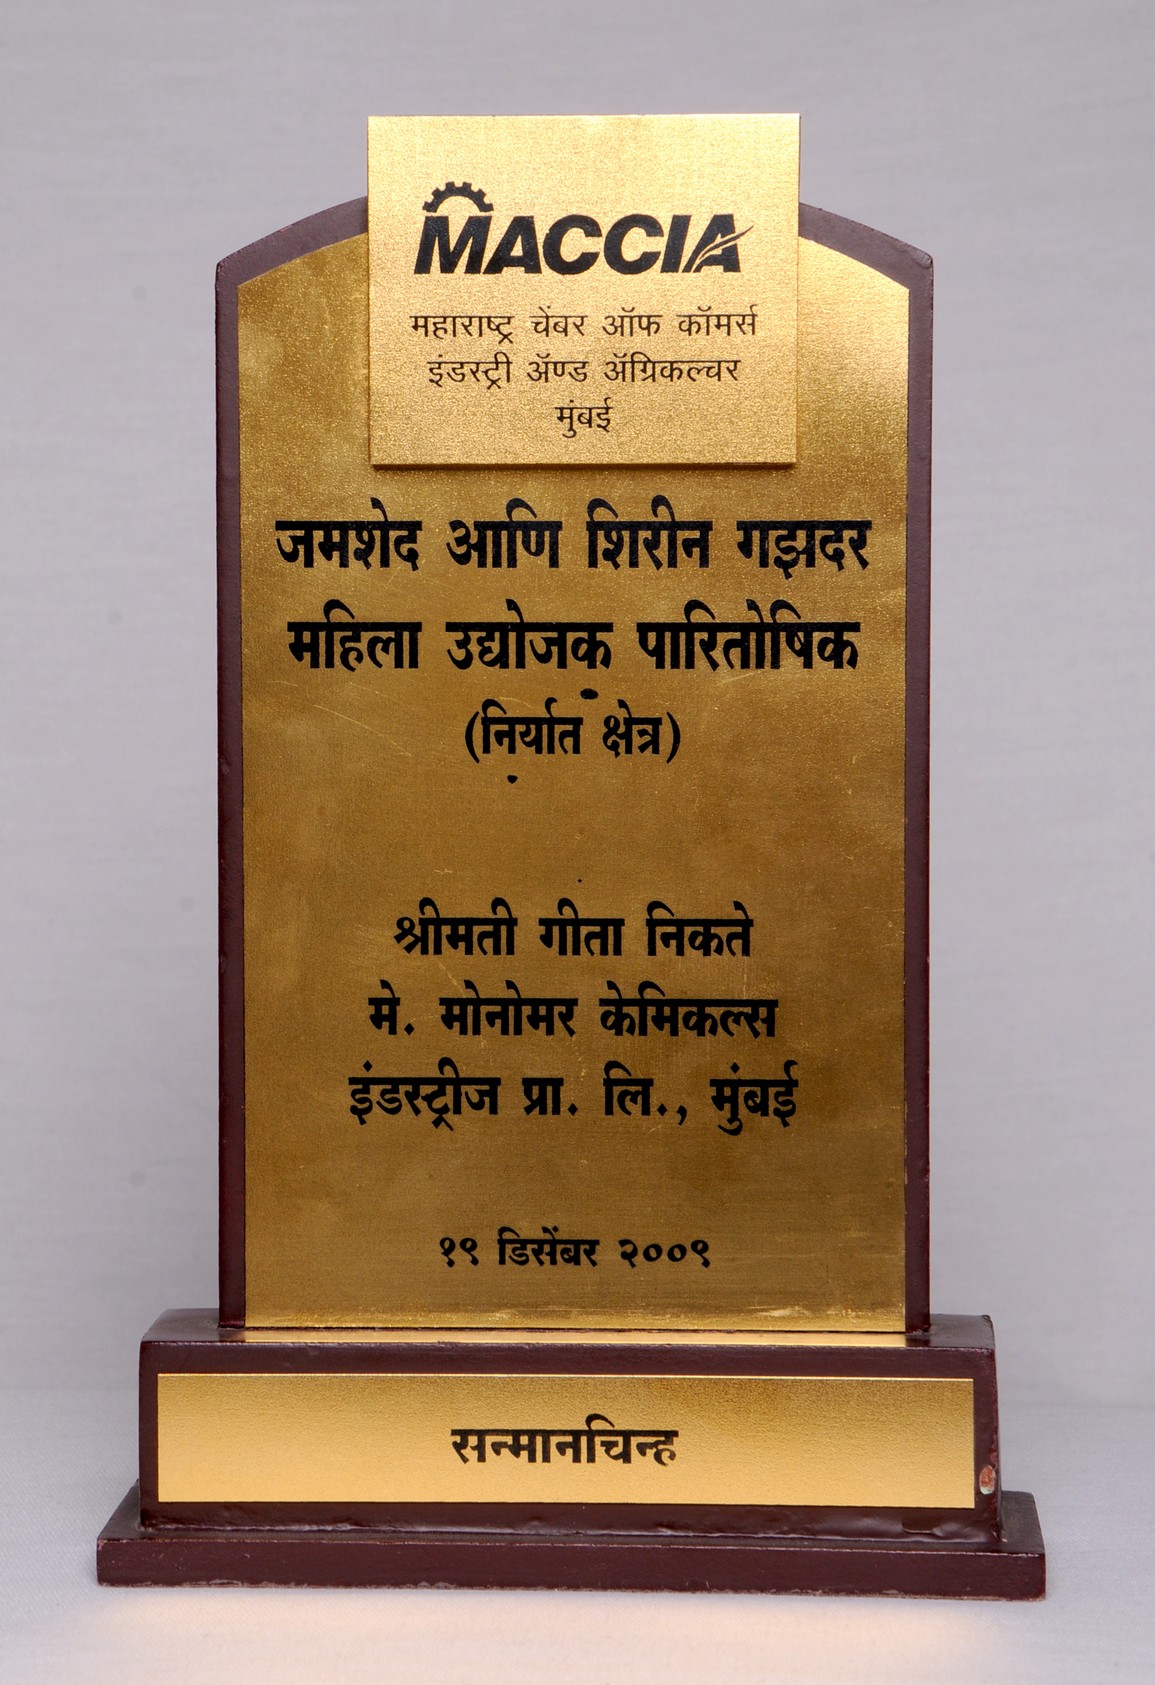 MACCIA
महाराष्ट्र चेंबर ऑफ कॉमर्स
इंडस्ट्री ॲण्ड ॲग्रिकल्चर
मुंबई
जमशेद आणि शिरीन गझदर
महिला उद्योजक पारितोषिक
(निर्यात क्षेत्र)
श्रीमती गीता निकते
मे. मोनोमर केमिकल्स
इंडस्ट्रीज प्रा. लि., मुंबई
१९ डिसेंबर २००९
सन्मानचिन्ह